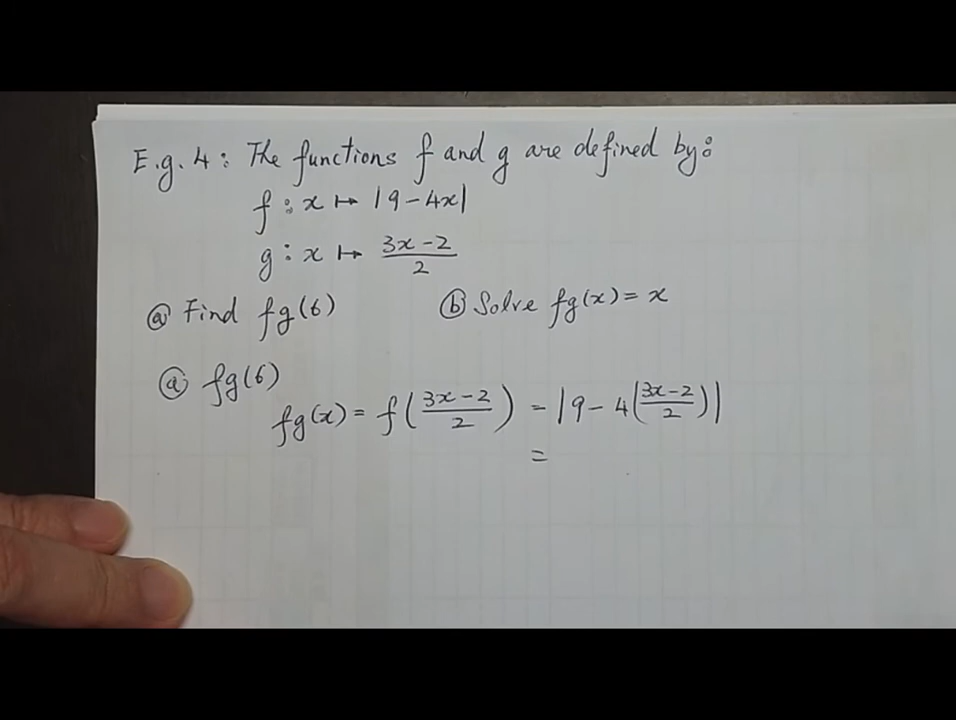 E.g. 4: The functions f and g are defined by:
f : x ↦ |9 - 4x|
g : x ↦ (3x - 2)/2
ⓐ Find fg(6) ⓑ Solve fg(x) = x
ⓐ fg(6)
fg(x) = f((3x - 2)/2) = |9 - 4((3x - 2)/2)|
=